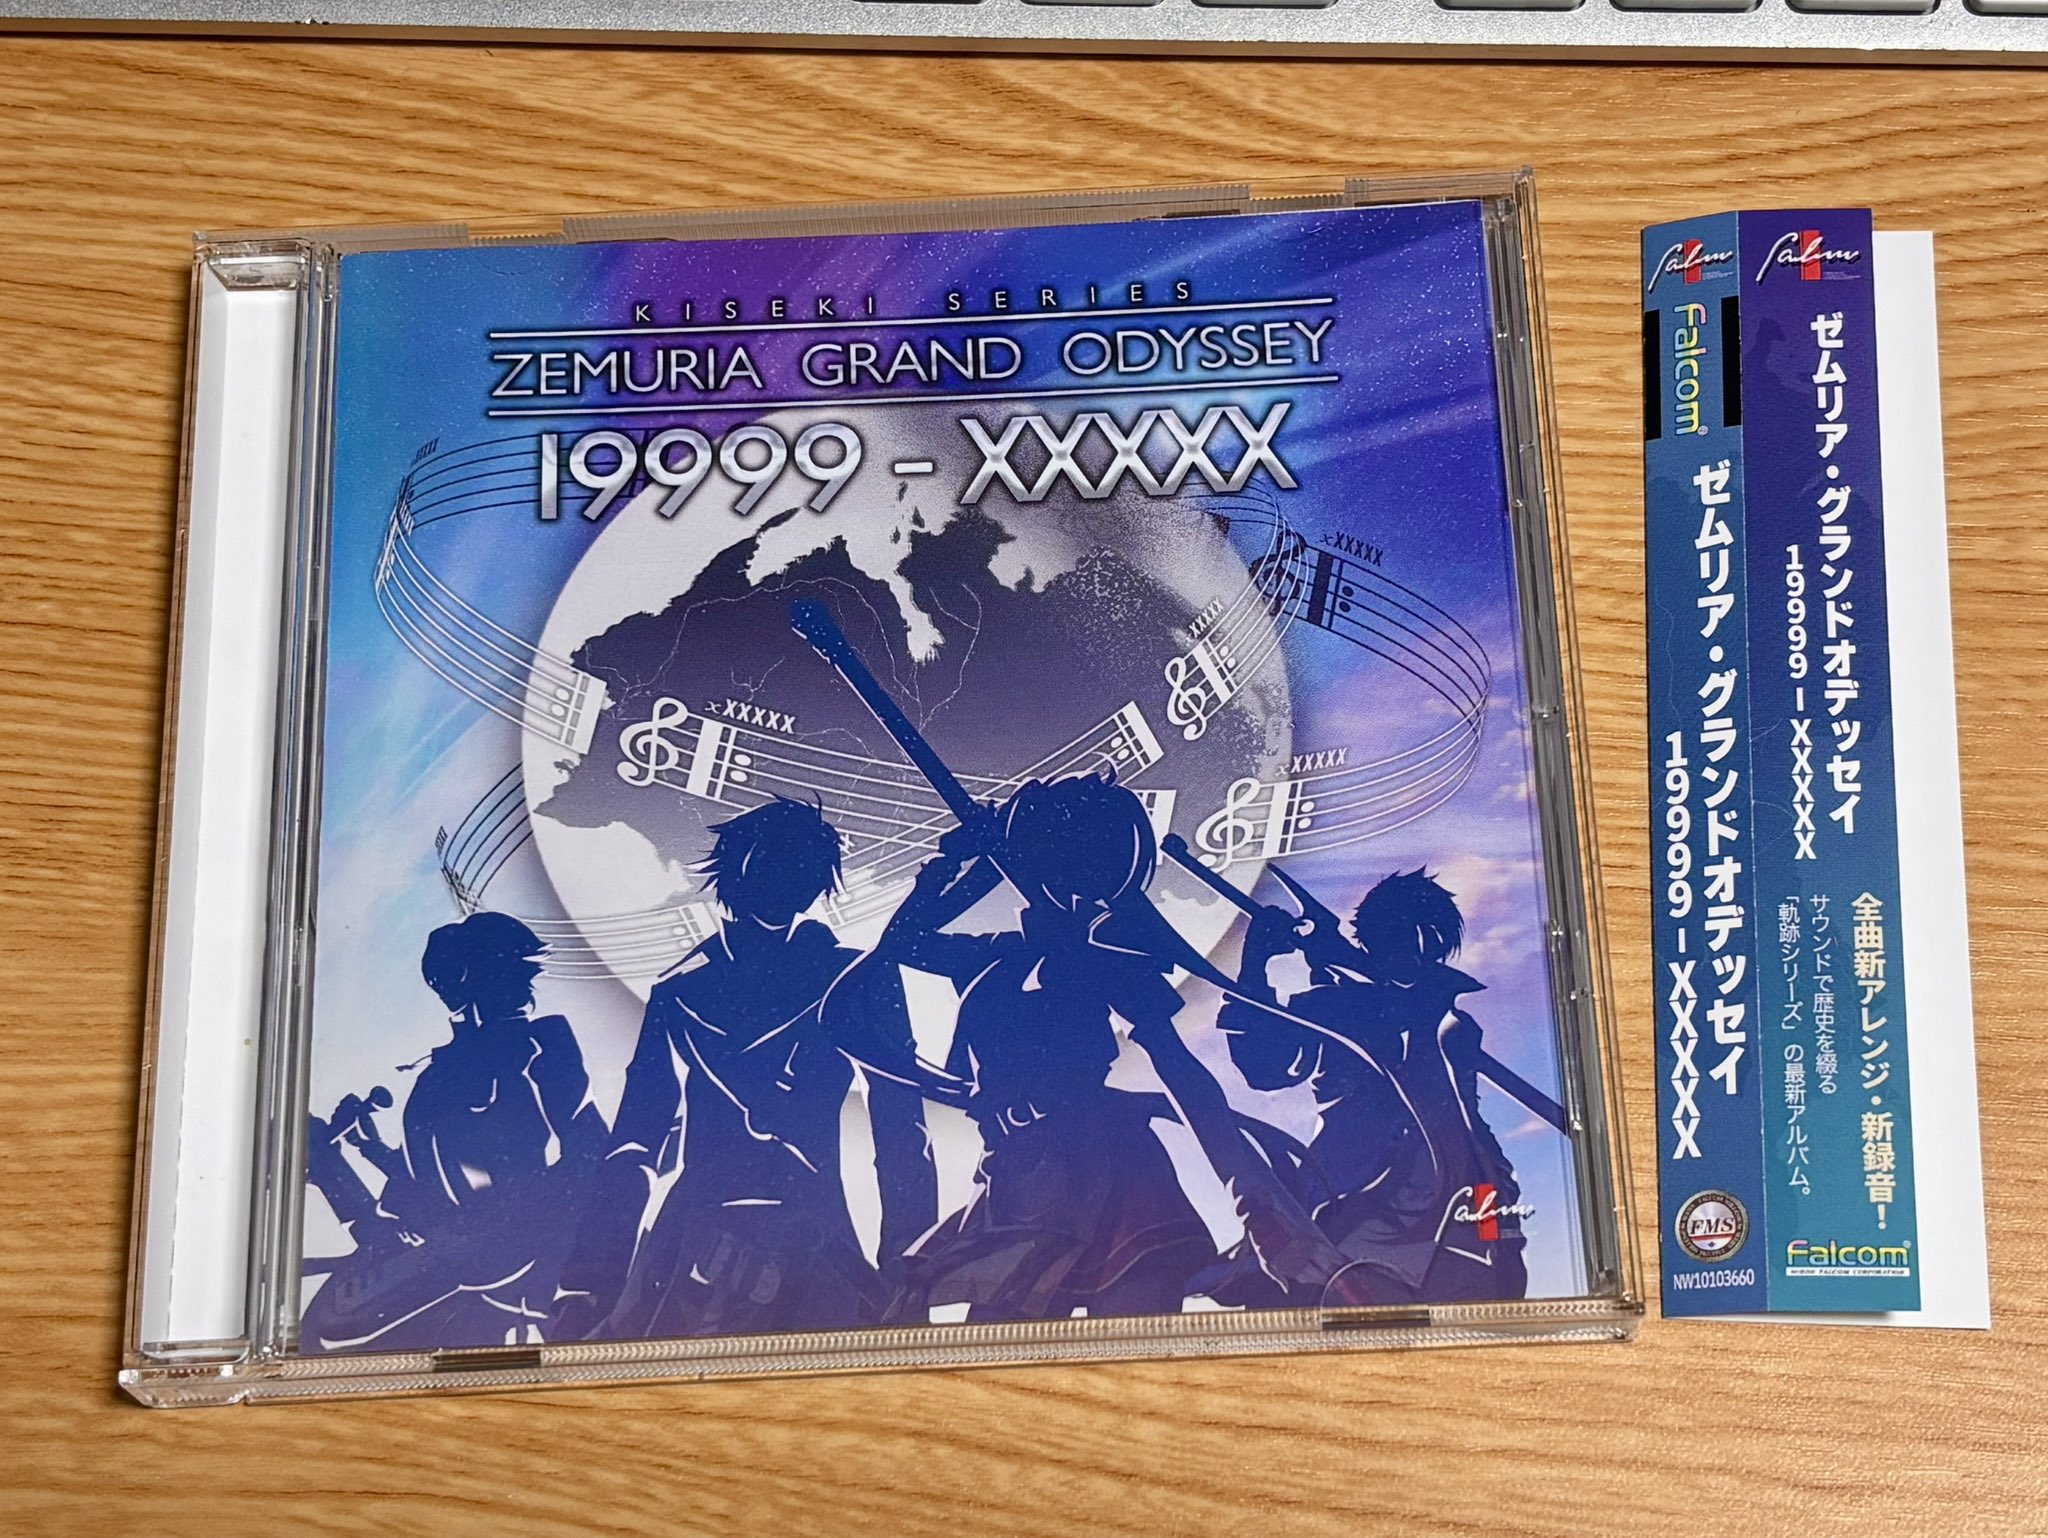 KISEKI SERIES
ZEMURIA GRAND ODYSSEY
19999 - XXXXX
xXXXXX
XXXXX
xXXXXX
xXXXXX
falcom
falcom
Falcom
ゼムリア・グランドオデッセイ
19999 - XXXXX
FMS
NW10103660
falcom
ゼムリア・グランドオデッセイ
19999 - XXXXX
全曲新アレンジ・新録音！
サウンドで歴史を綴る
「軌跡シリーズ」の最新アルバム。
Falcom
NIHON FALCOM CORPORATION